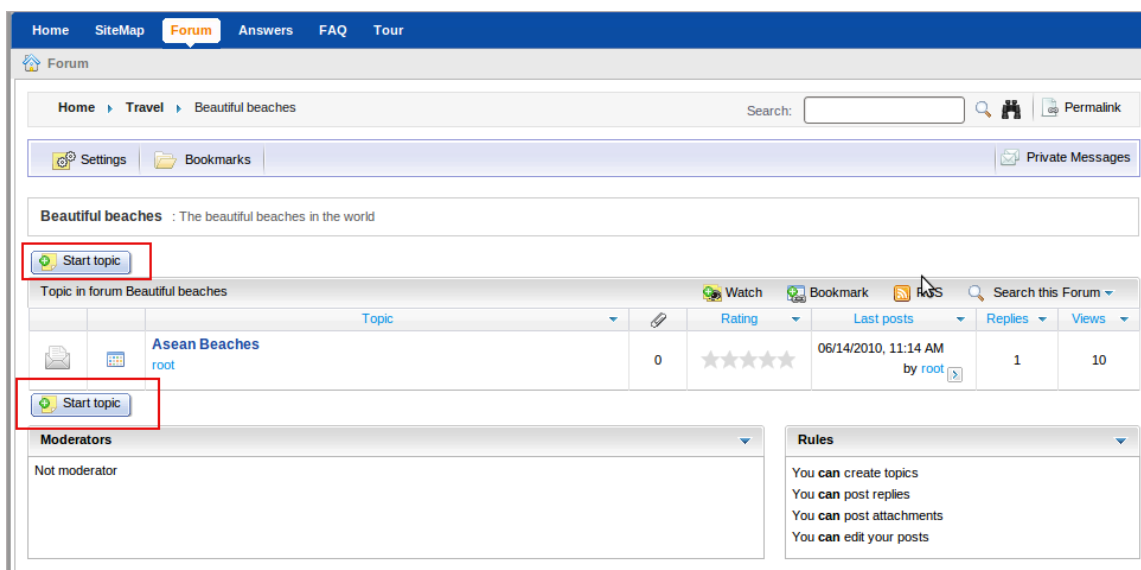 Home SiteMap Forum Answers FAQ Tour
Forum
Home Travel Beautiful beaches Search: Permalink
Settings Bookmarks Private Messages
Beautiful beaches : The beautiful beaches in the world
Start topic
Topic in forum Beautiful beaches Watch Bookmark RSS Search this Forum
Topic Rating Last posts Replies Views
Asean Beaches 0 06/14/2010, 11:14 AM 1 10
root by root
Start topic
Moderators Rules
Not moderator You can create topics
You can post replies
You can post attachments
You can edit your posts